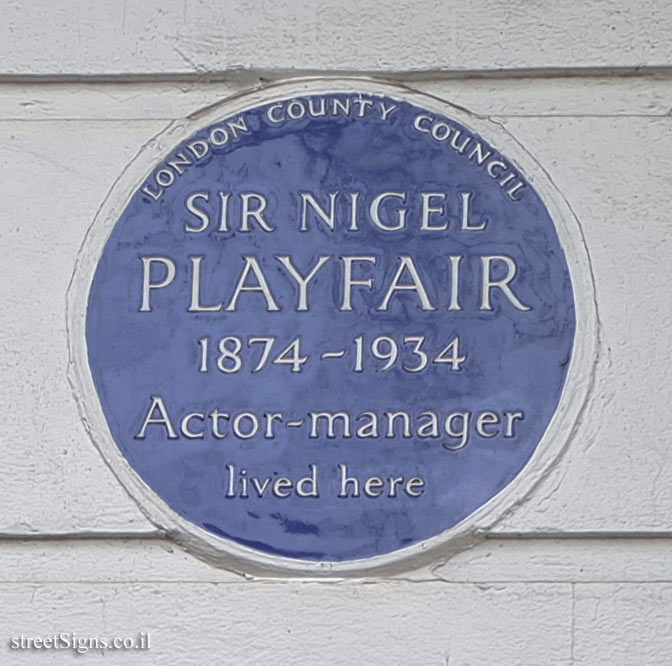 LONDON COUNTY COUNCIL
SIR NIGEL
PLAYFAIR
1874-1934
Actor-manager
lived here
streetSigns.co.il